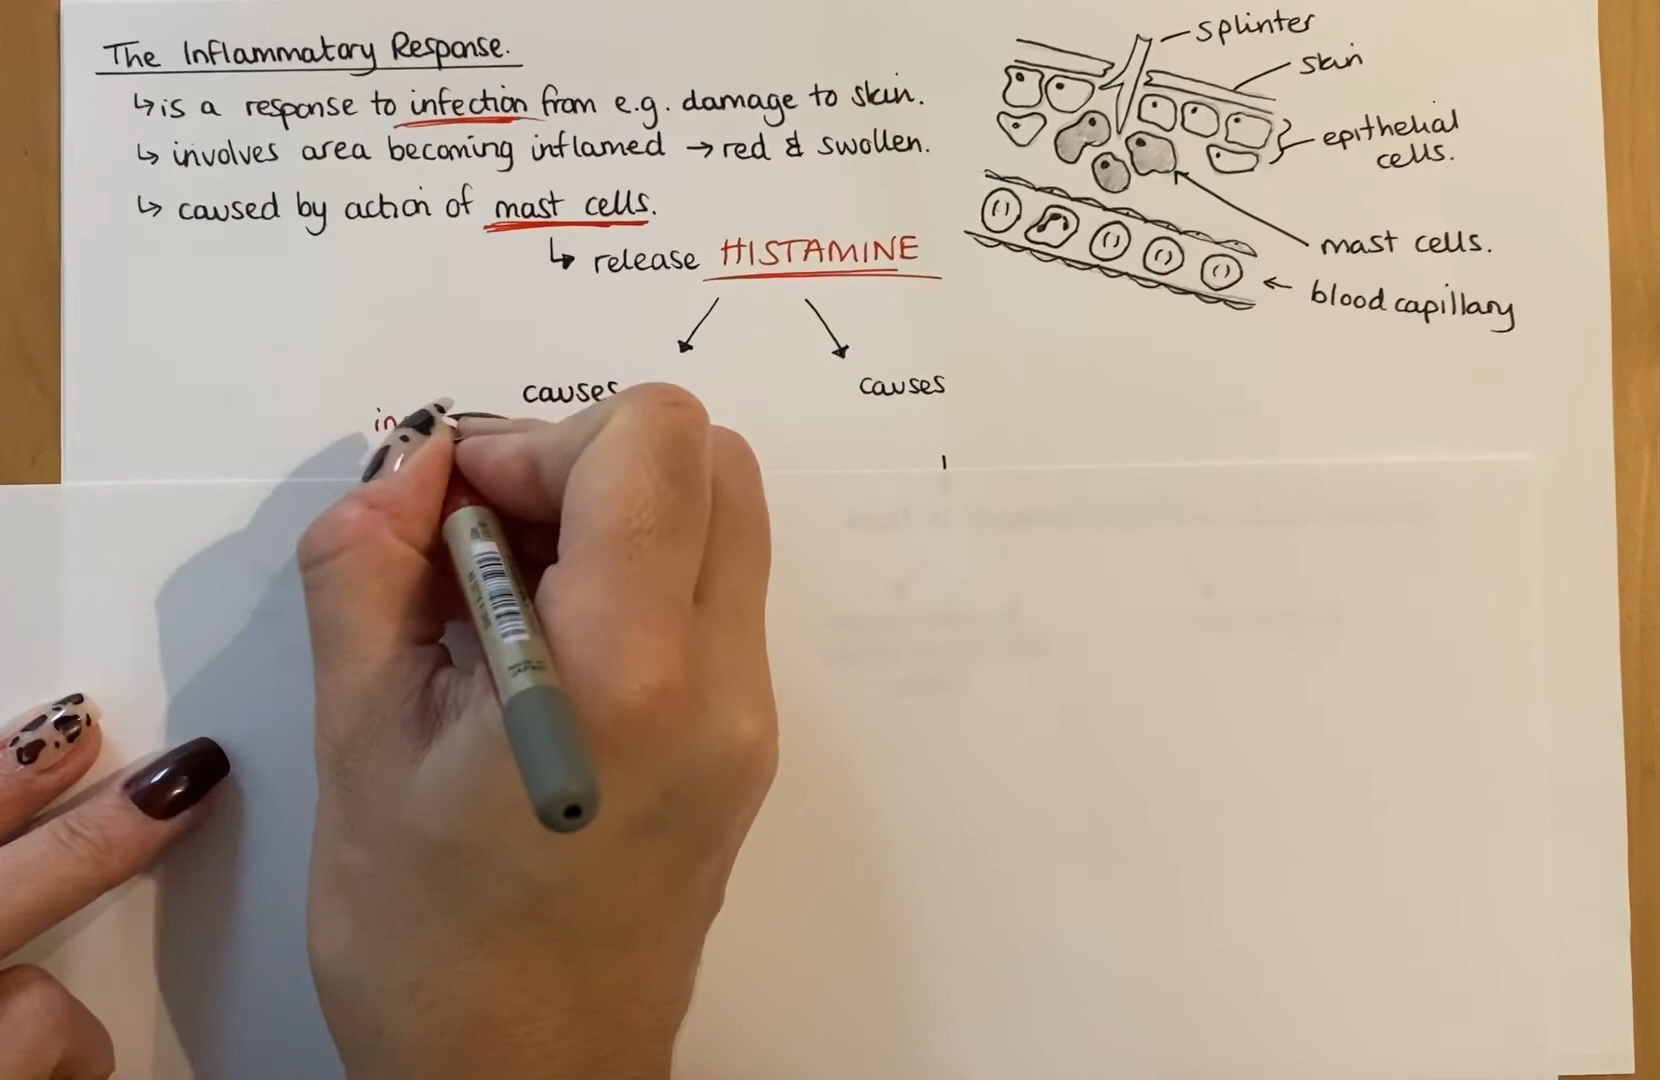 The Inflammatory Response.
↳ is a response to infection from e.g. damage to skin.
↳ involves area becoming inflamed → red & swollen.
↳ caused by action of mast cells.
↳ release HISTAMINE
causes
causes
splinter
skin
epithelial
cells.
mast cells.
blood capillary